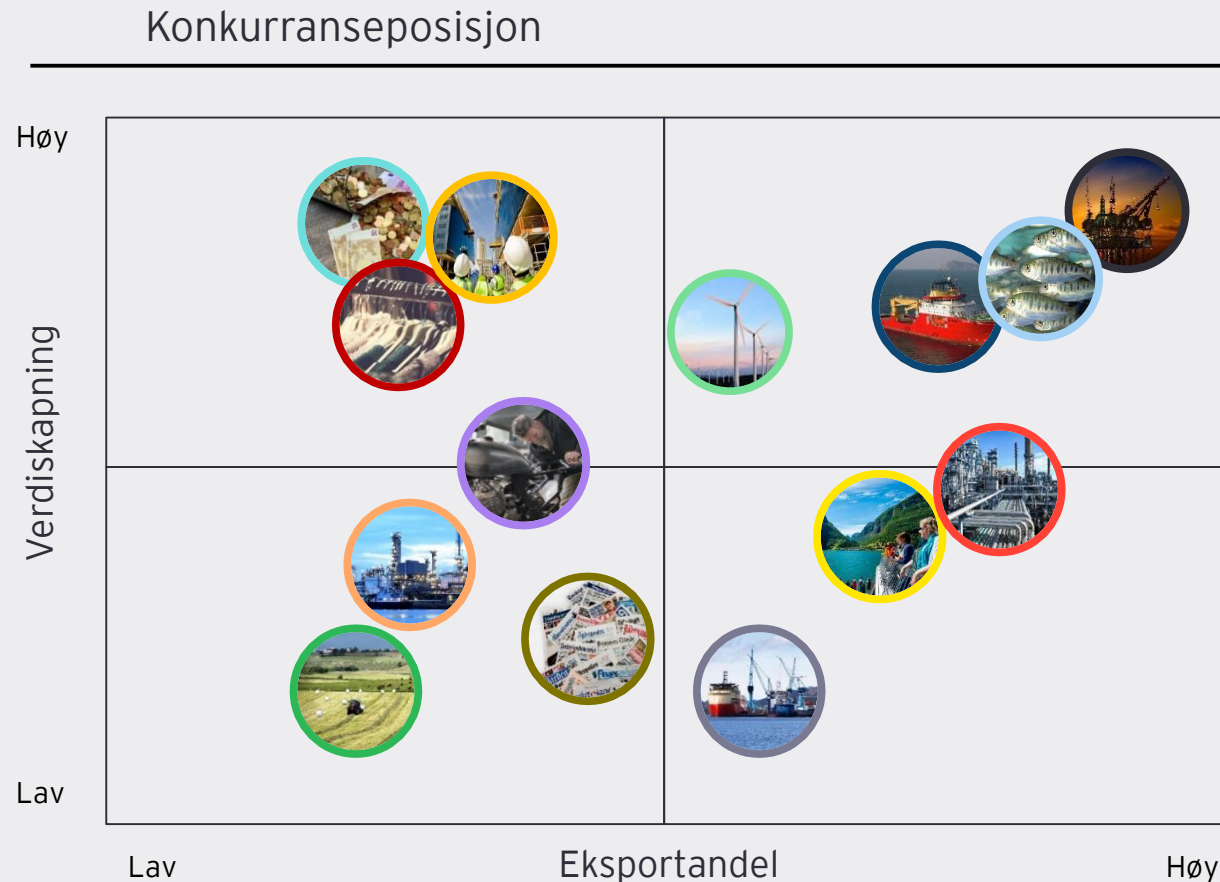 Konkurranseposisjon
Høy
Verdiskapning
Lav
Lav
Eksportandel
Høy